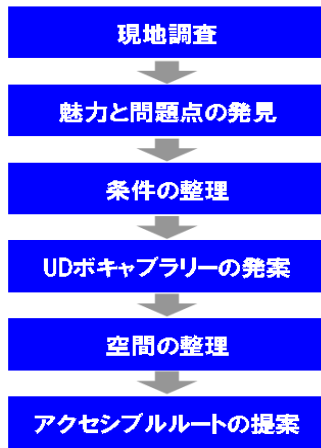 現地調査
魅力と問題点の発見
条件の整理
UDボキャブラリーの発案
空間の整理
アクセシブルルートの提案